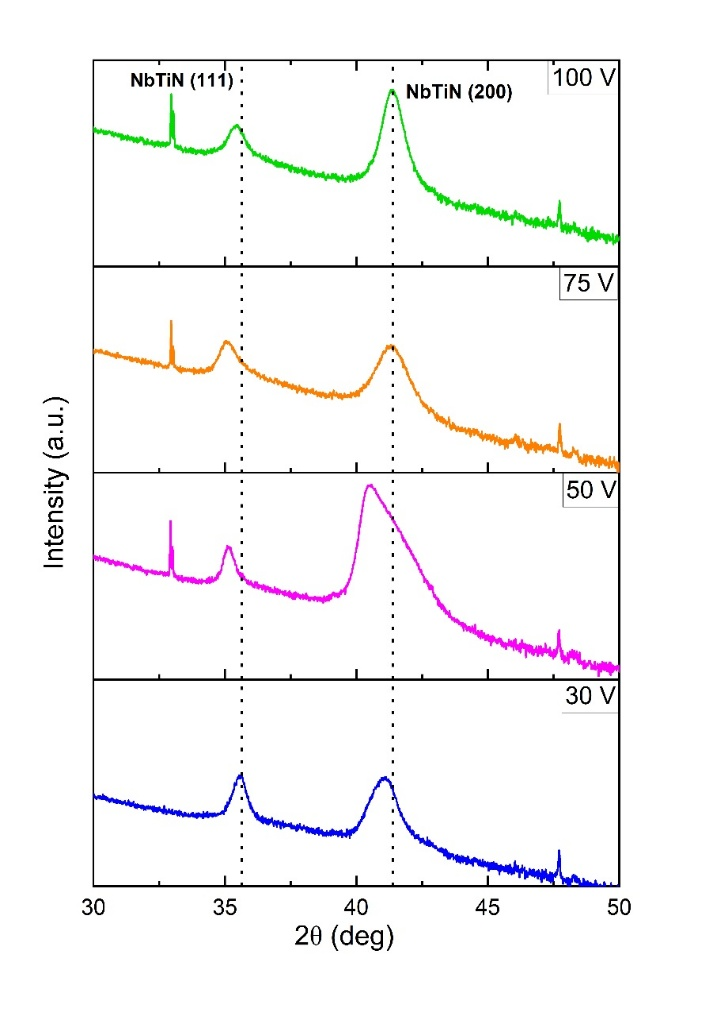 NbTiN (111)
100 V
NbTiN (200)
75 V
50 V
30 V
Intensity (a.u.)
30 35 40 45 50
2θ (deg)